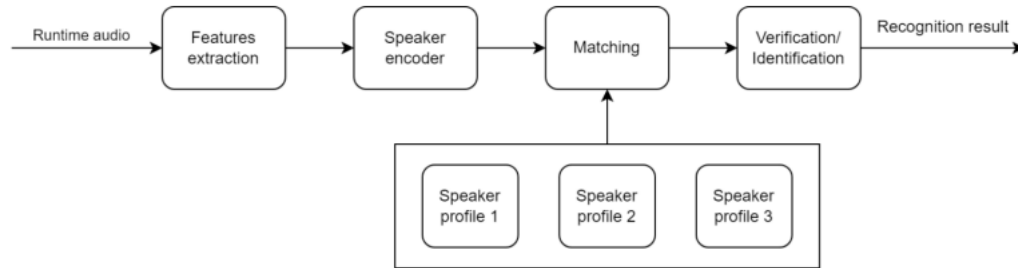 Runtime audio
Features
extraction
Speaker
encoder
Matching
Verification/
Identification
Recognition result
Speaker
profile 1
Speaker
profile 2
Speaker
profile 3